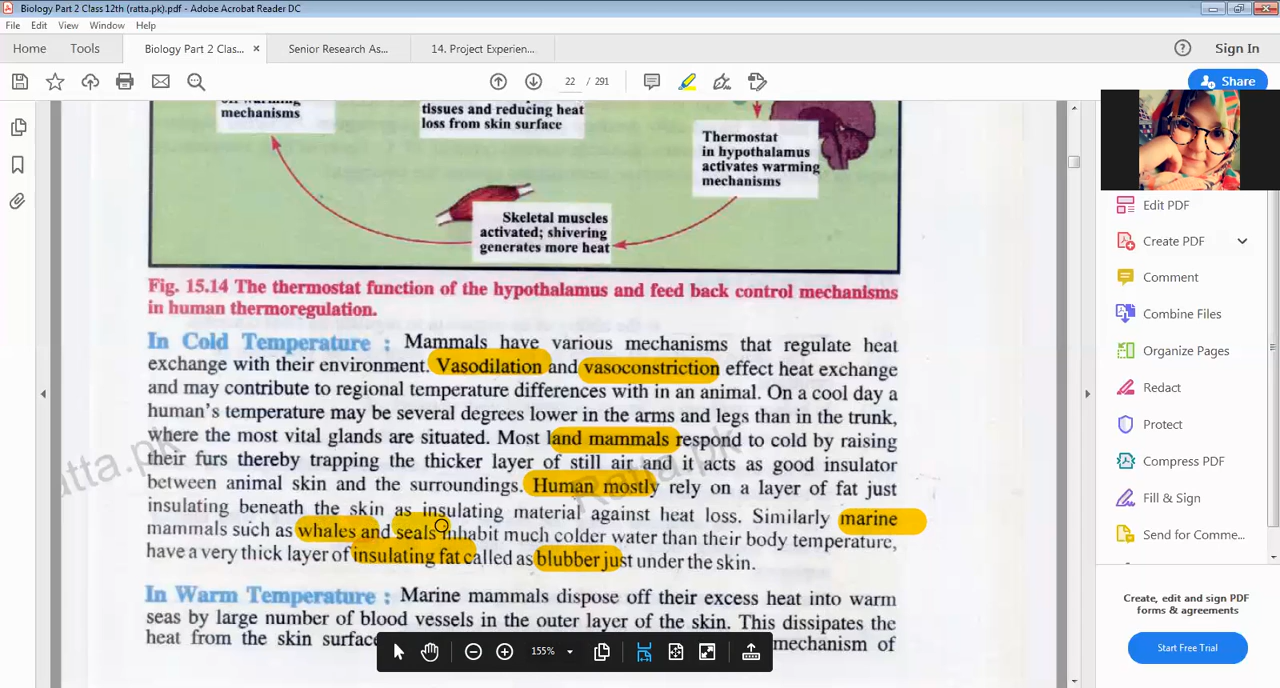 Biology Part 2 Class 12th (ratta.pk).pdf - Adobe Acrobat Reader DC
File Edit View Window Help
Home Tools Biology Part 2 Clas... × Senior Research As... 14. Project Experien... Sign In
22 / 291 Share
mechanisms
tissues and reducing heat
loss from skin surface
Thermostat
in hypothalamus
activates warming
mechanisms
Skeletal muscles
activated; shivering
generates more heat
Fig. 15.14 The thermostat function of the hypothalamus and feed back control mechanisms
in human thermoregulation.
In Cold Temperature : Mammals have various mechanisms that regulate heat
exchange with their environment. Vasodilation and vasoconstriction effect heat exchange
and may contribute to regional temperature differences with in an animal. On a cool day a
human's temperature may be several degrees lower in the arms and legs than in the trunk,
where the most vital glands are situated. Most land mammals respond to cold by raising
their furs thereby trapping the thicker layer of still air and it acts as good insulator
between animal skin and the surroundings. Human mostly rely on a layer of fat just
insulating beneath the skin as insulating material against heat loss. Similarly marine
mammals such as whales and seals inhabit much colder water than their body temperature,
have a very thick layer of insulating fat called as blubber just under the skin.
In Warm Temperature : Marine mammals dispose off their excess heat into warm
seas by large number of blood vessels in the outer layer of the skin. This dissipates the
heat from the skin surface mechanism of
atta.pk
Ratta.pk
155%
Edit PDF
Create PDF
Comment
Combine Files
Organize Pages
Redact
Protect
Compress PDF
Fill & Sign
Send for Comme...
Create, edit and sign PDF
forms & agreements
Start Free Trial